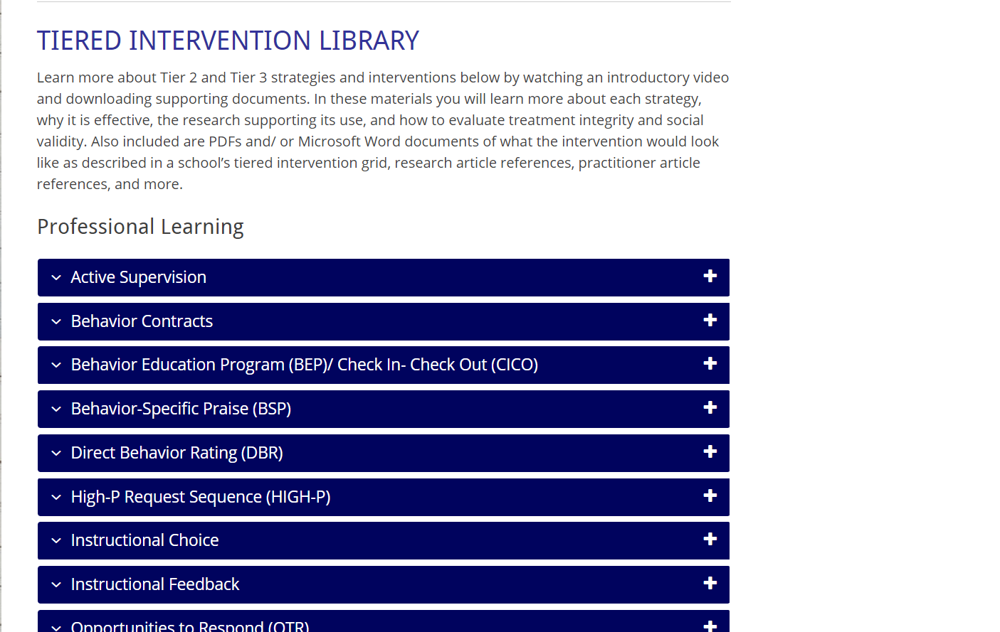 TIERED INTERVENTION LIBRARY
Learn more about Tier 2 and Tier 3 strategies and interventions below by watching an introductory video
and downloading supporting documents. In these materials you will learn more about each strategy,
why it is effective, the research supporting its use, and how to evaluate treatment integrity and social
validity. Also included are PDFs and/ or Microsoft Word documents of what the intervention would look
like as described in a school’s tiered intervention grid, research article references, practitioner article
references, and more.
Professional Learning
Active Supervision
Behavior Contracts
Behavior Education Program (BEP)/ Check In- Check Out (CICO)
Behavior-Specific Praise (BSP)
Direct Behavior Rating (DBR)
High-P Request Sequence (HIGH-P)
Instructional Choice
Instructional Feedback
Opportunities to Respond (OTR)